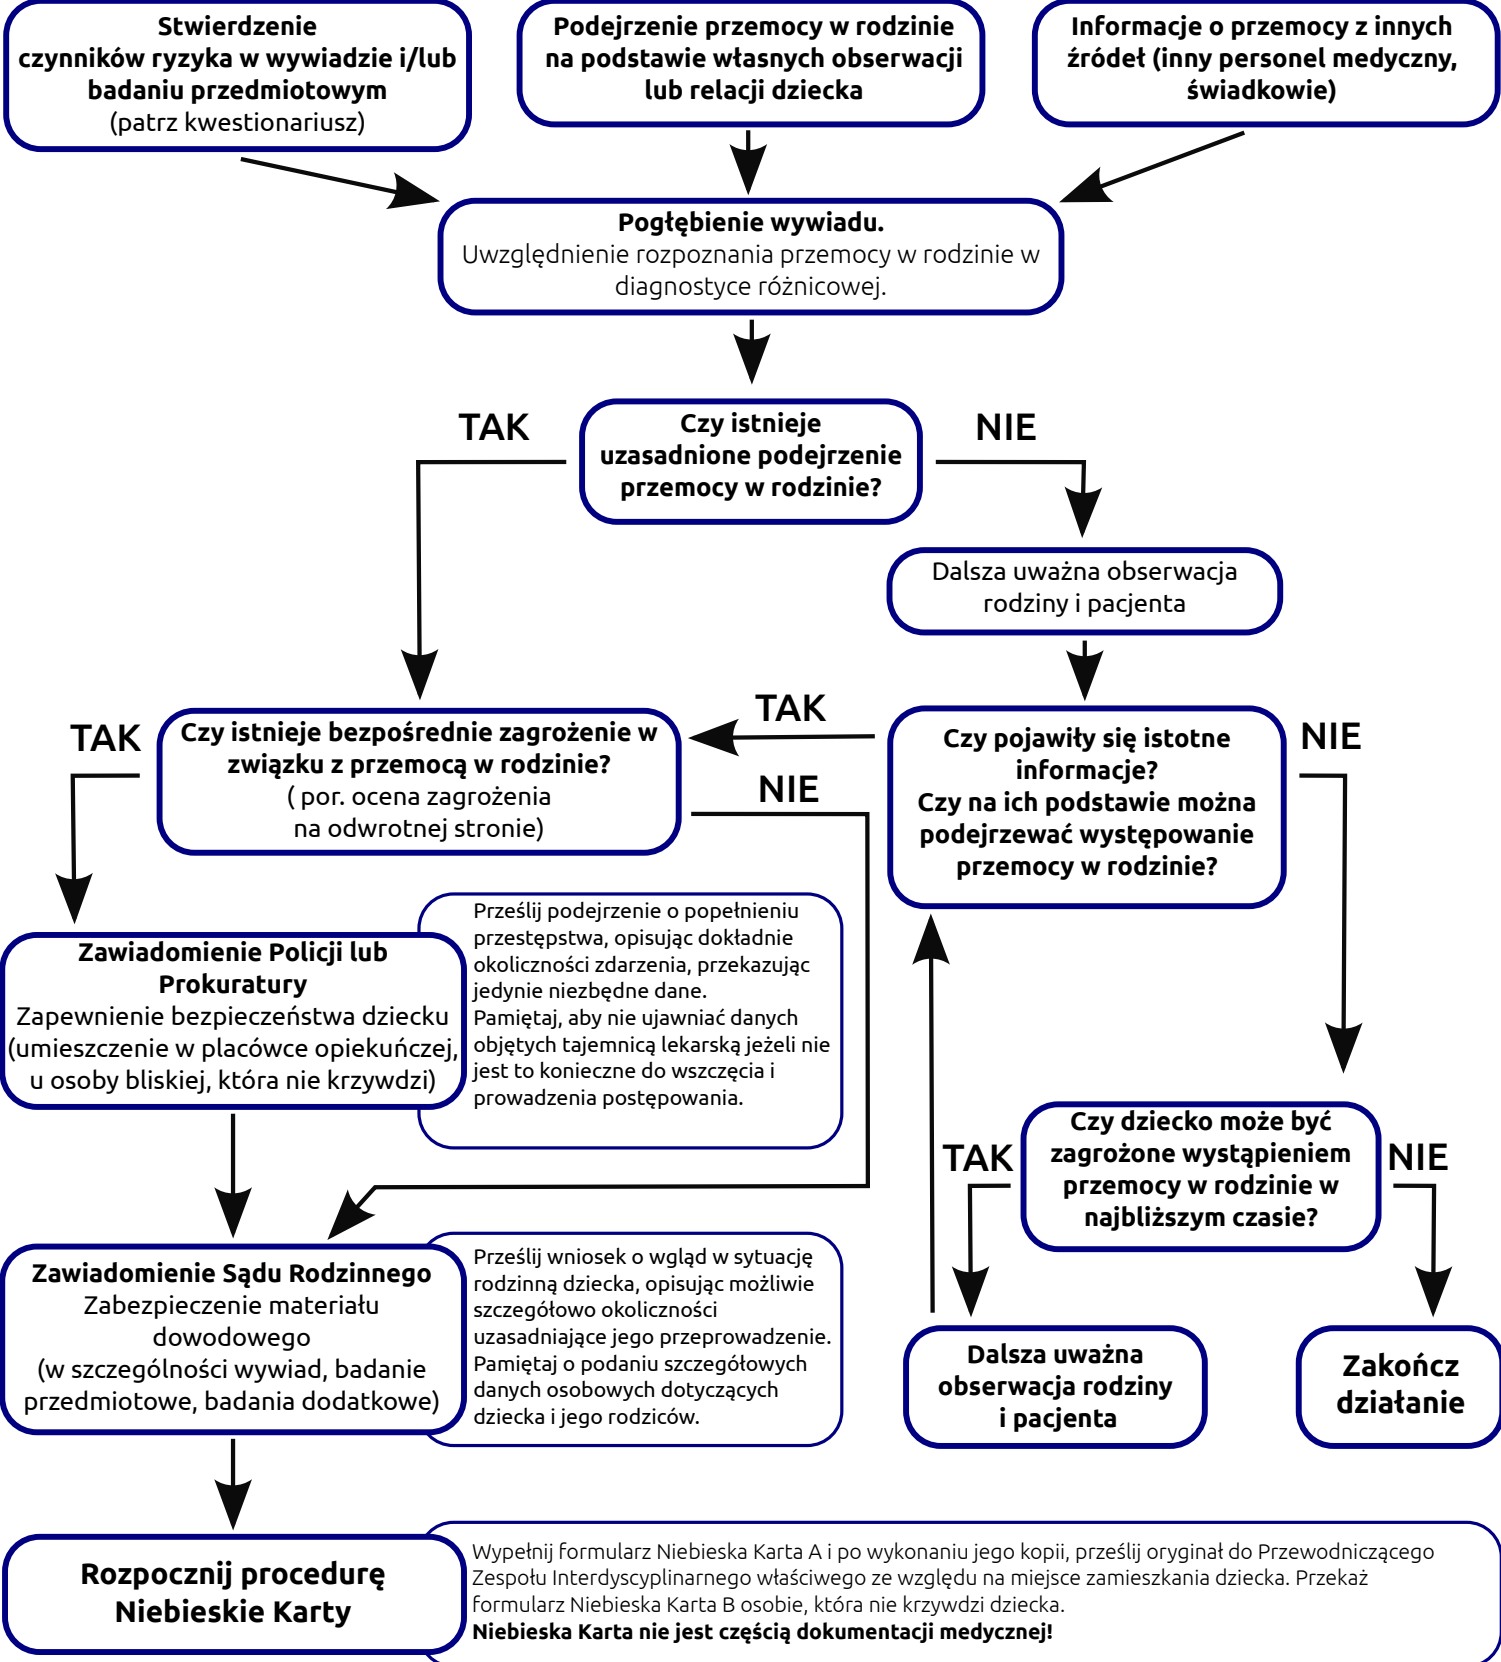 Stwierdzenie
czynników ryzyka w wywiadzie i/lub
badaniu przedmiotowym
(patrz kwestionariusz)
Podejrzenie przemocy w rodzinie
na podstawie własnych obserwacji
lub relacji dziecka
Informacje o przemocy z innych
źródeł (inny personel medyczny,
świadkowie)
Pogłębienie wywiadu.
Uwzględnienie rozpoznania przemocy w rodzinie w
diagnostyce różnicowej.
TAK
Czy istnieje
uzasadnione podejrzenie
przemocy w rodzinie?
NIE
Dalsza uważna obserwacja
rodziny i pacjenta
TAK
Czy istnieje bezpośrednie zagrożenie w
związku z przemocą w rodzinie?
( por. ocena zagrożenia
na odwrotnej stronie)
TAK
NIE
Czy pojawiły się istotne
informacje?
Czy na ich podstawie można
podejrzewać występowanie
przemocy w rodzinie?
NIE
Zawiadomienie Policji lub
Prokuratury
Zapewnienie bezpieczeństwa dziecku
(umieszczenie w placówce opiekuńczej,
u osoby bliskiej, która nie krzywdzi)
Prześlij podejrzenie o popełnieniu
przestępstwa, opisując dokładnie
okoliczności zdarzenia, przekazując
jedynie niezbędne dane.
Pamiętaj, aby nie ujawniać danych
objętych tajemnicą lekarską jeżeli nie
jest to konieczne do wszczęcia i
prowadzenia postępowania.
TAK
Czy dziecko może być
zagrożone wystąpieniem
przemocy w rodzinie w
najbliższym czasie?
NIE
Zawiadomienie Sądu Rodzinnego
Zabezpieczenie materiału
dowodowego
(w szczególności wywiad, badanie
przedmiotowe, badania dodatkowe)
Prześlij wniosek o wgląd w sytuację
rodzinną dziecka, opisując możliwie
szczegółowo okoliczności
uzasadniające jego przeprowadzenie.
Pamiętaj o podaniu szczegółowych
danych osobowych dotyczących
dziecka i jego rodziców.
Dalsza uważna
obserwacja rodziny
i pacjenta
Zakończ
działanie
Rozpocznij procedurę
Niebieskie Karty
Wypełnij formularz Niebieska Karta A i po wykonaniu jego kopii, prześlij oryginał do Przewodniczącego
Zespołu Interdyscyplinarnego właściwego ze względu na miejsce zamieszkania dziecka. Przekaż
formularz Niebieska Karta B osobie, która nie krzywdzi dziecka.
Niebieska Karta nie jest częścią dokumentacji medycznej!